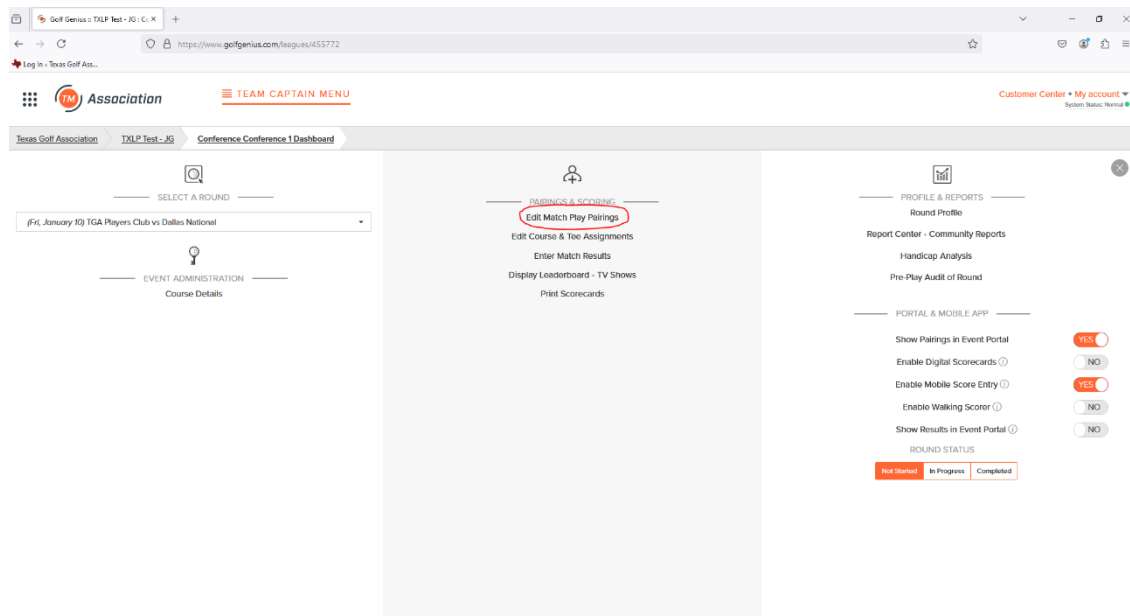 Golf Genius :: TXLP Test - JG : Co
https://www.golfgenius.com/leagues/455772
Log In ‹ Texas Golf Ass...
TM Association
TEAM CAPTAIN MENU
Customer Center • My account
System Status: Normal
Texas Golf Association
TXLP Test - JG
Conference Conference 1 Dashboard
SELECT A ROUND
(Fri, January 10) TGA Players Club vs Dallas National
EVENT ADMINISTRATION
Course Details
PAIRINGS & SCORING
Edit Match Play Pairings
Edit Course & Tee Assignments
Enter Match Results
Display Leaderboard - TV Shows
Print Scorecards
PROFILE & REPORTS
Round Profile
Report Center - Community Reports
Handicap Analysis
Pre-Play Audit of Round
PORTAL & MOBILE APP
Show Pairings in Event Portal YES
Enable Digital Scorecards NO
Enable Mobile Score Entry YES
Enable Walking Scorer NO
Show Results in Event Portal NO
ROUND STATUS
Not Started In Progress Completed